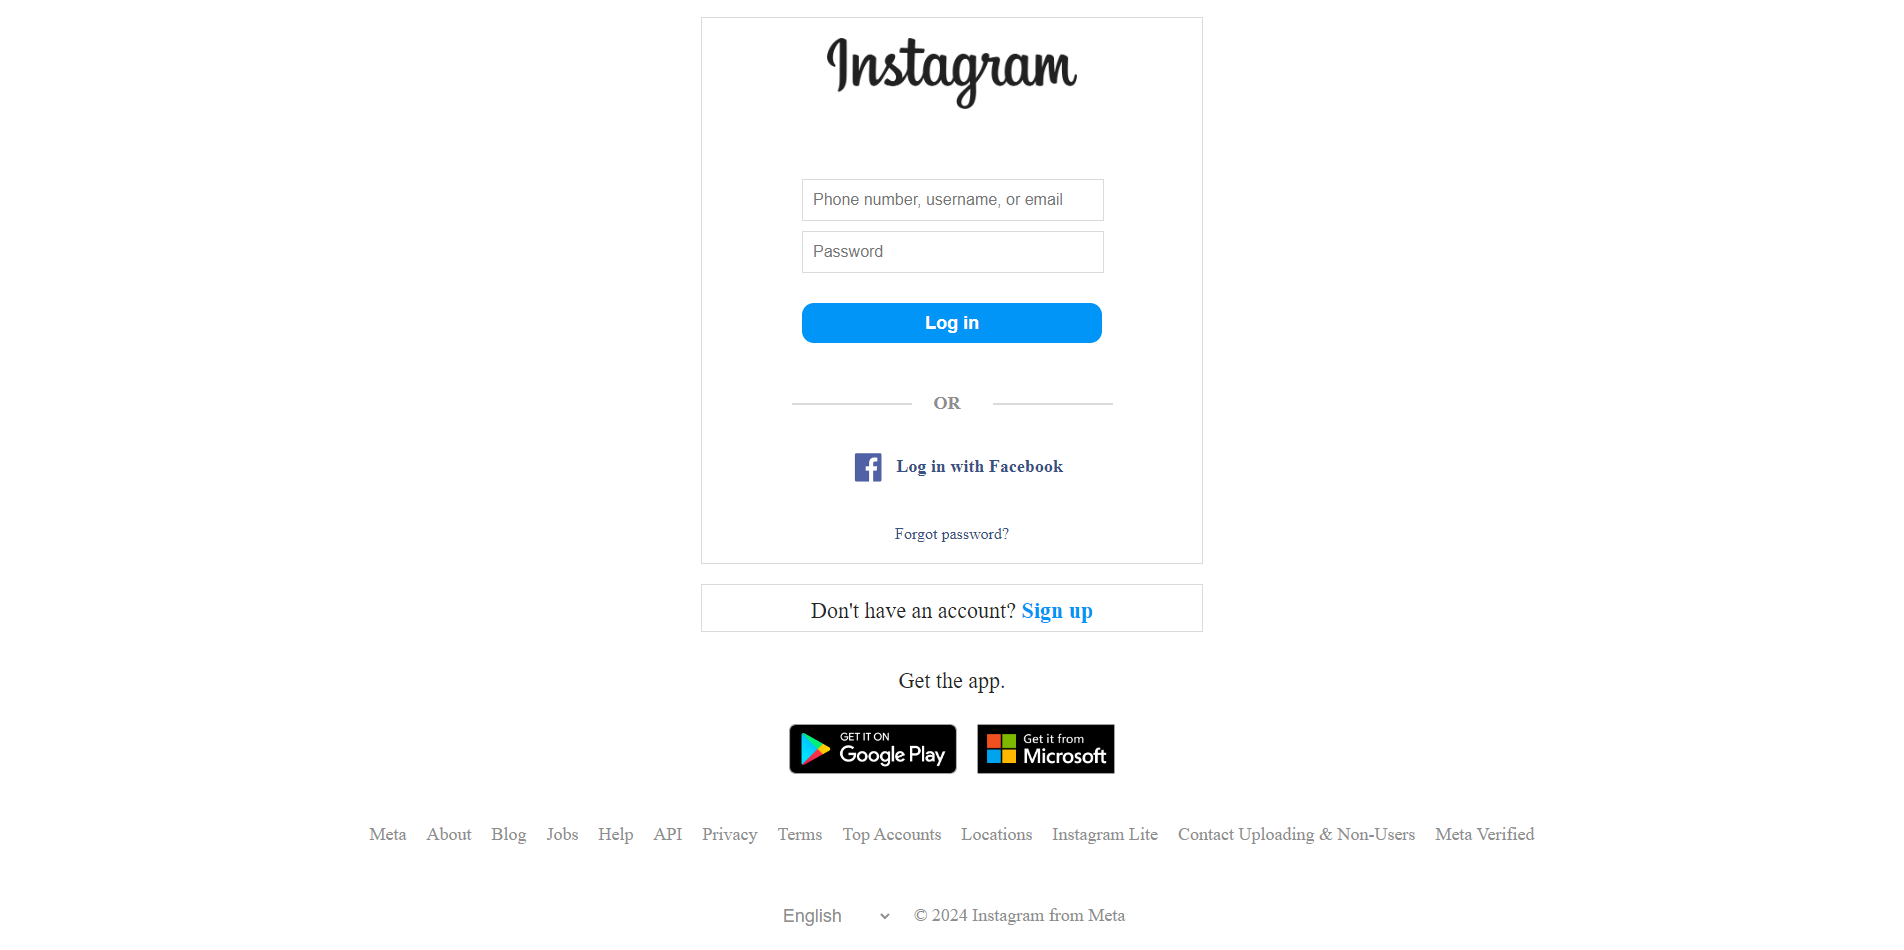 Instagram
Phone number, username, or email
Password
Log in
OR
Log in with Facebook
Forgot password?
Don't have an account? Sign up
Get the app.
GET IT ON
Google Play
Get it from
Microsoft
Meta About Blog Jobs Help API Privacy Terms Top Accounts Locations Instagram Lite Contact Uploading & Non-Users Meta Verified
English © 2024 Instagram from Meta